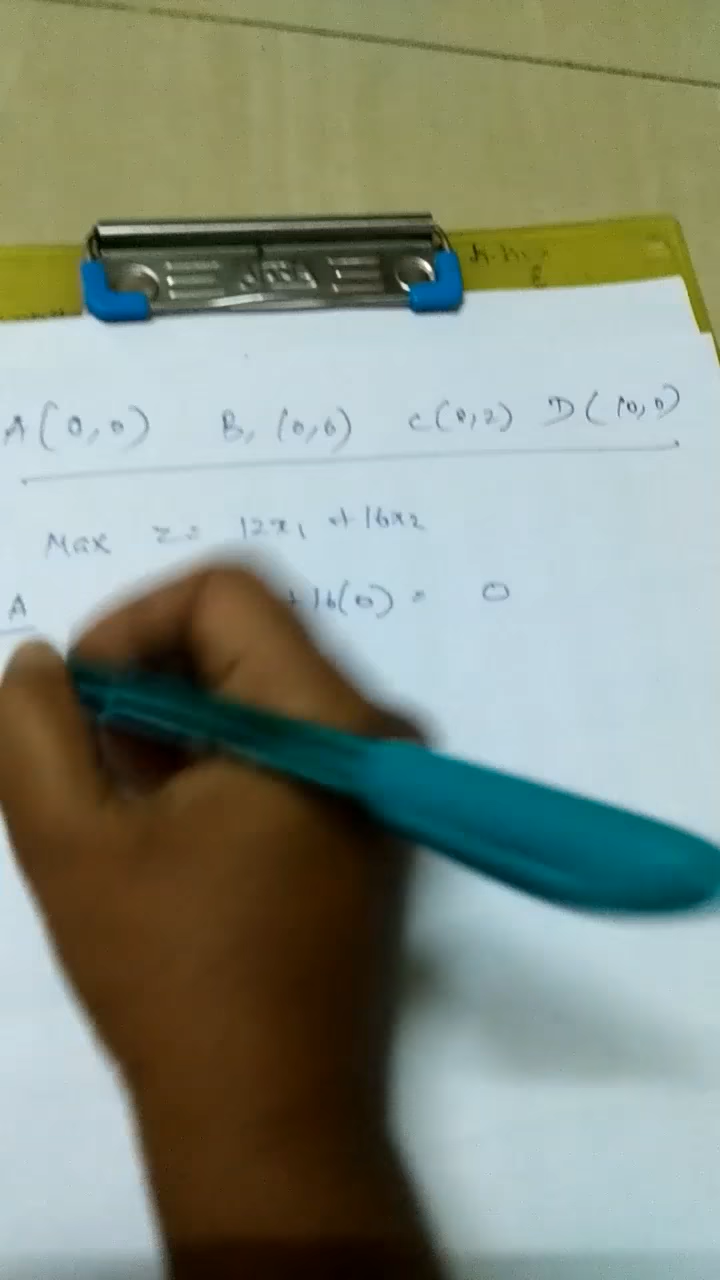 A(0,0) B, (0,6) C(8,2) D(10,0)
Max z= 12x₁ + 16x₂
A +16(0) = 0